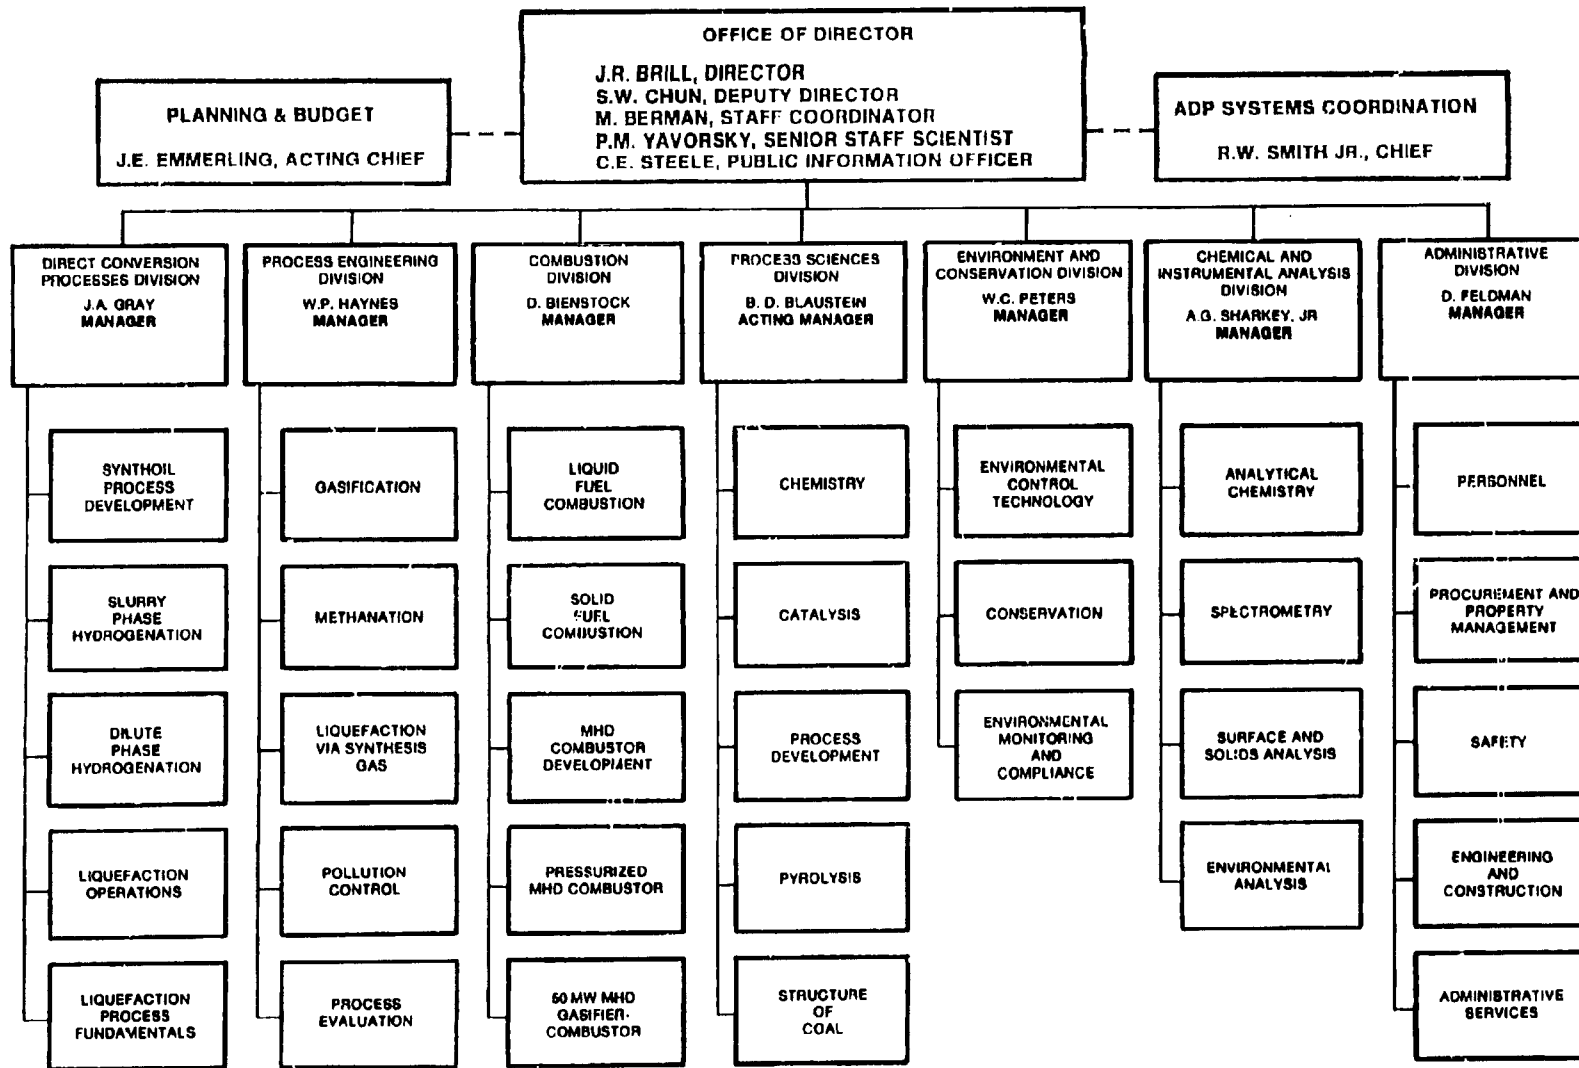 OFFICE OF DIRECTOR
J.R. BRILL, DIRECTOR
S.W. CHUN, DEPUTY DIRECTOR
M. BERMAN, STAFF COORDINATOR
P.M. YAVORSKY, SENIOR STAFF SCIENTIST
C.E. STEELE, PUBLIC INFORMATION OFFICER
PLANNING & BUDGET
J.E. EMMERLING, ACTING CHIEF
ADP SYSTEMS COORDINATION
R.W. SMITH JR., CHIEF
DIRECT CONVERSION
PROCESSES DIVISION
J.A. GRAY
MANAGER
PROCESS ENGINEERING
DIVISION
W.P. HAYNES
MANAGER
COMBUSTION
DIVISION
D. BIENSTOCK
MANAGER
PROCESS SCIENCES
DIVISION
B. D. BLAUSTEIN
ACTING MANAGER
ENVIRONMENT AND
CONSERVATION DIVISION
W.C. PETERS
MANAGER
CHEMICAL AND
INSTRUMENTAL ANALYSIS
DIVISION
A.G. SHARKEY, JR
MANAGER
ADMINISTRATIVE
DIVISION
D. FELDMAN
MANAGER
SYNTHOIL
PROCESS
DEVELOPMENT
SLURRY
PHASE
HYDROGENATION
DILUTE
PHASE
HYDROGENATION
LIQUEFACTION
OPERATIONS
LIQUEFACTION
PROCESS
FUNDAMENTALS
GASIFICATION
METHANATION
LIQUEFACTION
VIA SYNTHESIS
GAS
POLLUTION
CONTROL
PROCESS
EVALUATION
LIQUID
FUEL
COMBUSTION
SOLID
FUEL
COMBUSTION
MHD
COMBUSTOR
DEVELOPMENT
PRESSURIZED
MHD COMBUSTOR
50 MW MHD
GASIFIER-
COMBUSTOR
CHEMISTRY
CATALYSIS
PROCESS
DEVELOPMENT
PYROLYSIS
STRUCTURE
OF
COAL
ENVIRONMENTAL
CONTROL
TECHNOLOGY
CONSERVATION
ENVIRONMENTAL
MONITORING
AND
COMPLIANCE
ANALYTICAL
CHEMISTRY
SPECTROMETRY
SURFACE AND
SOLIDS ANALYSIS
ENVIRONMENTAL
ANALYSIS
PERSONNEL
PROCUREMENT AND
PROPERTY
MANAGEMENT
SAFETY
ENGINEERING
AND
CONSTRUCTION
ADMINISTRATIVE
SERVICES